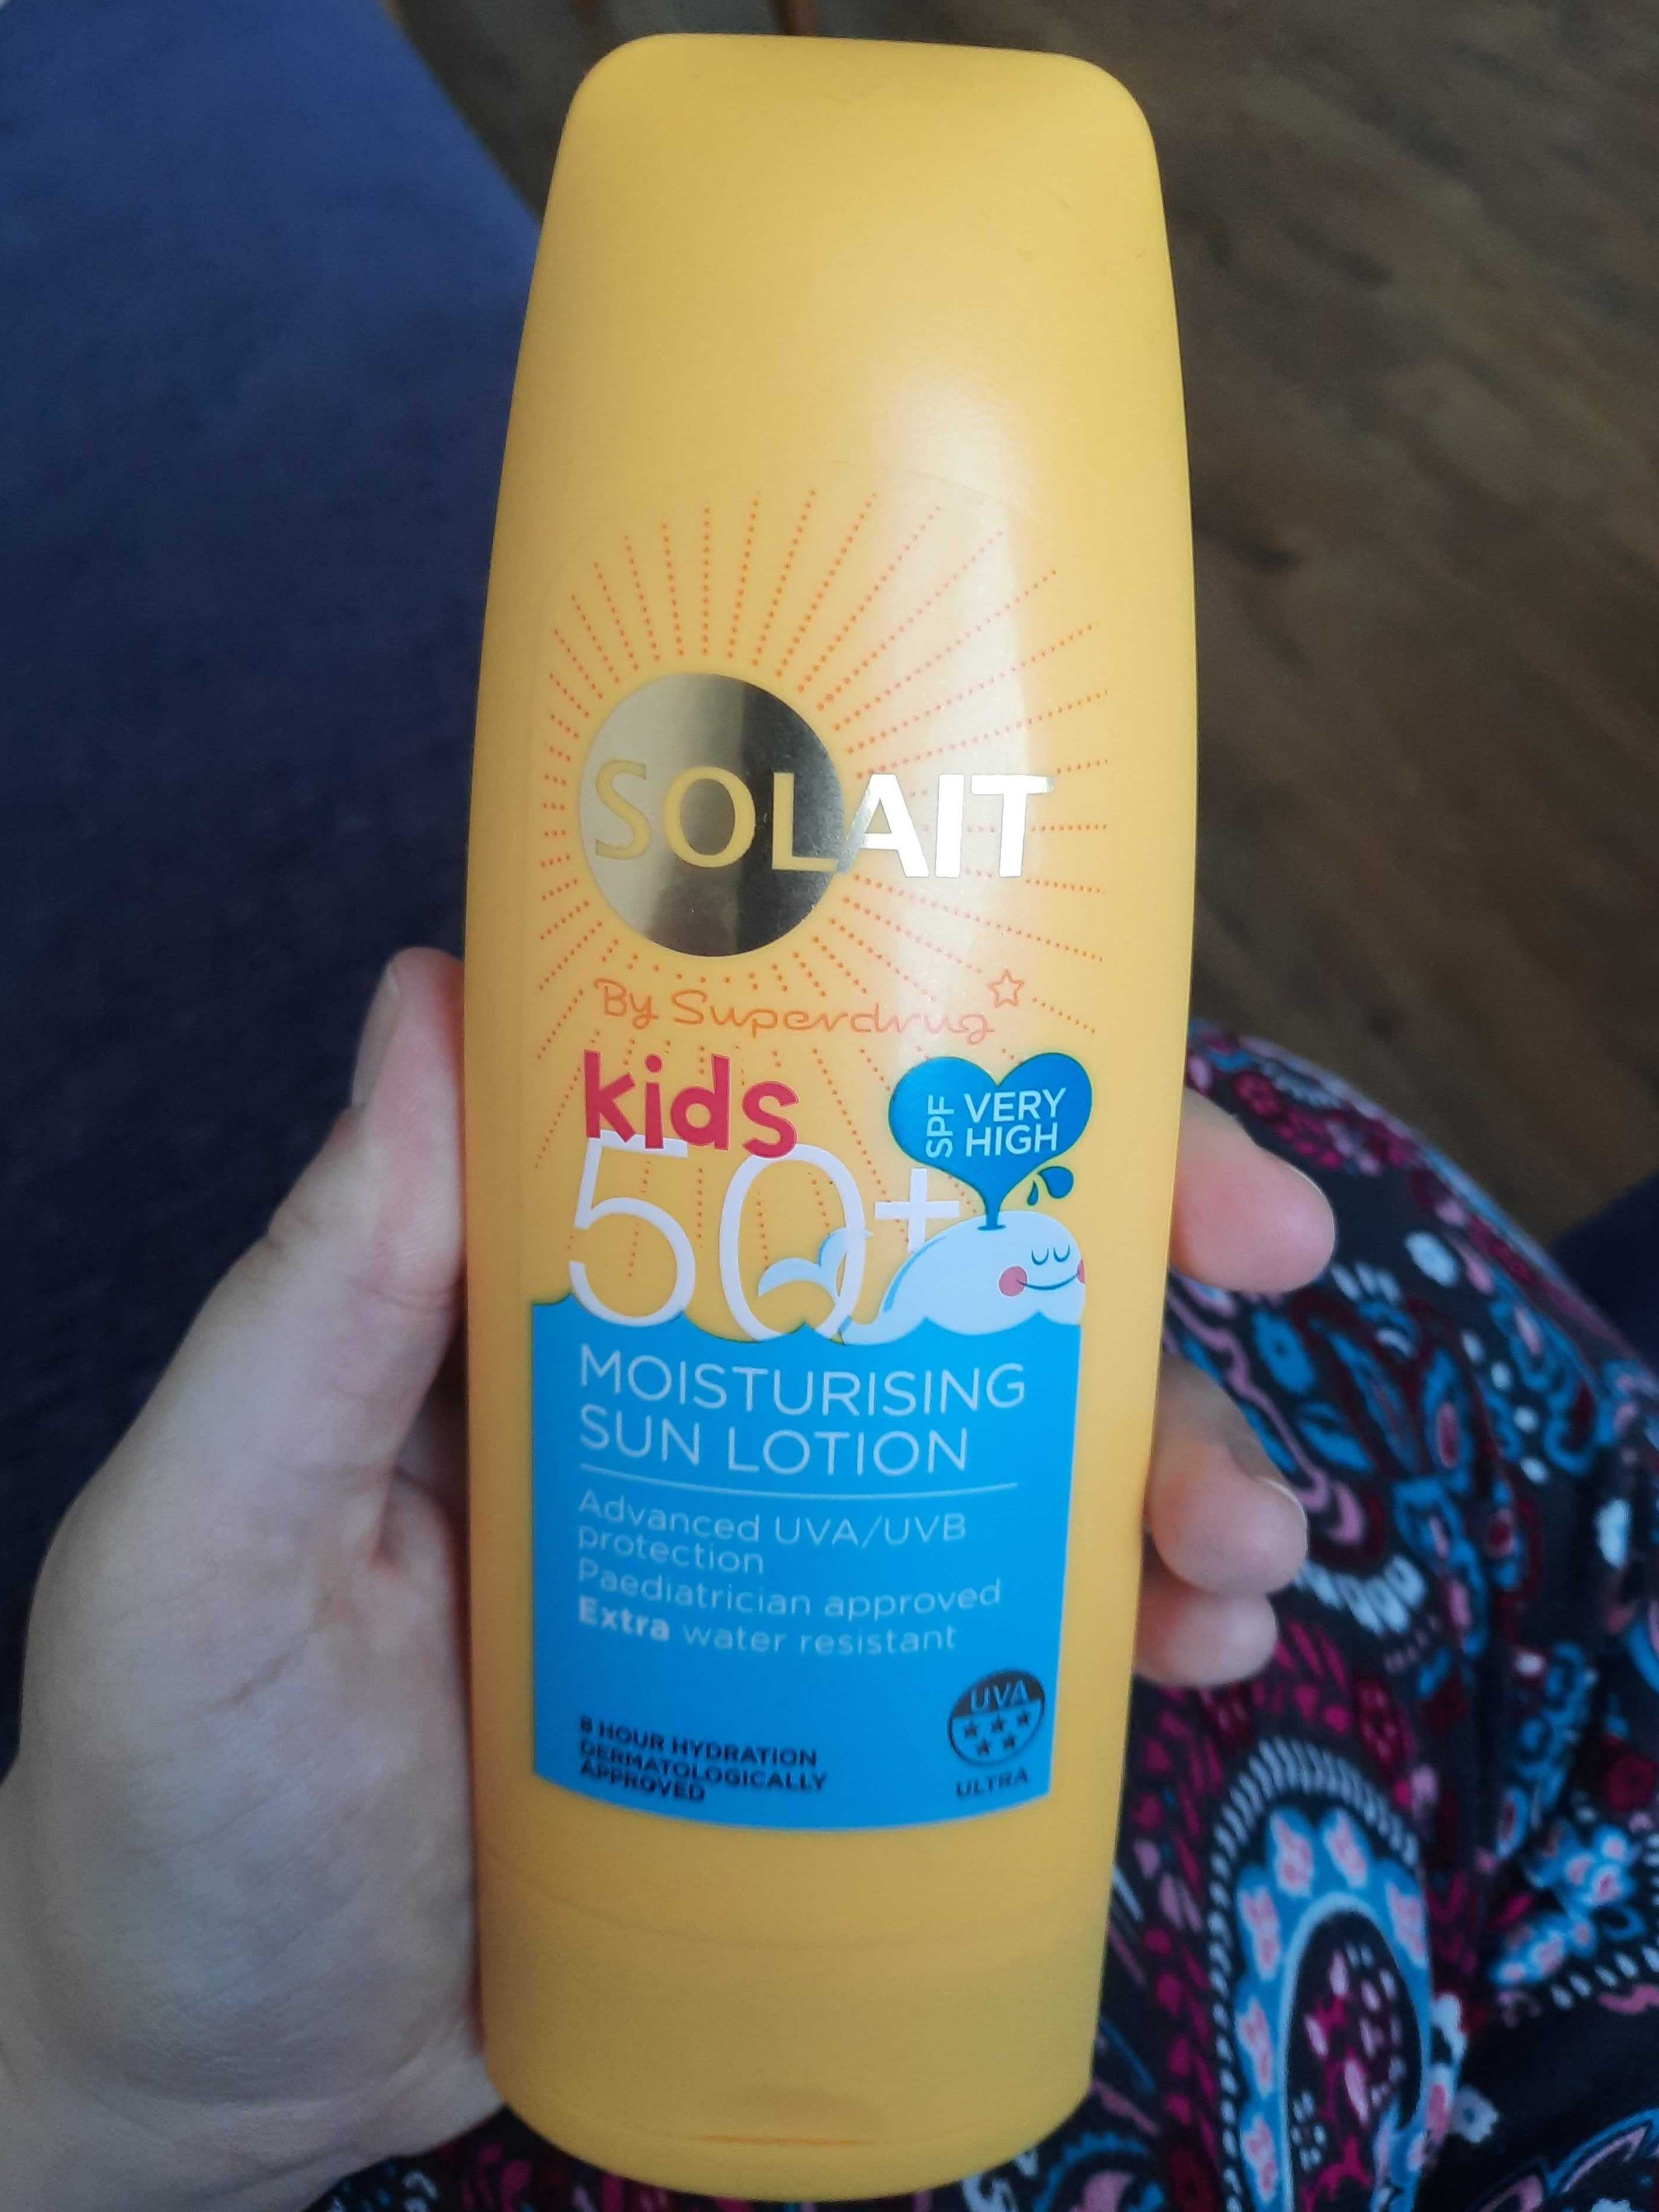 SOLAIT
By Superdrug
kids
50+
SPF VERY HIGH
MOISTURISING
SUN LOTION
Advanced UVA/UVB
protection
Paediatrician approved
Extra water resistant
8 HOUR HYDRATION
DERMATOLOGICALLY
APPROVED
UVA
ULTRA